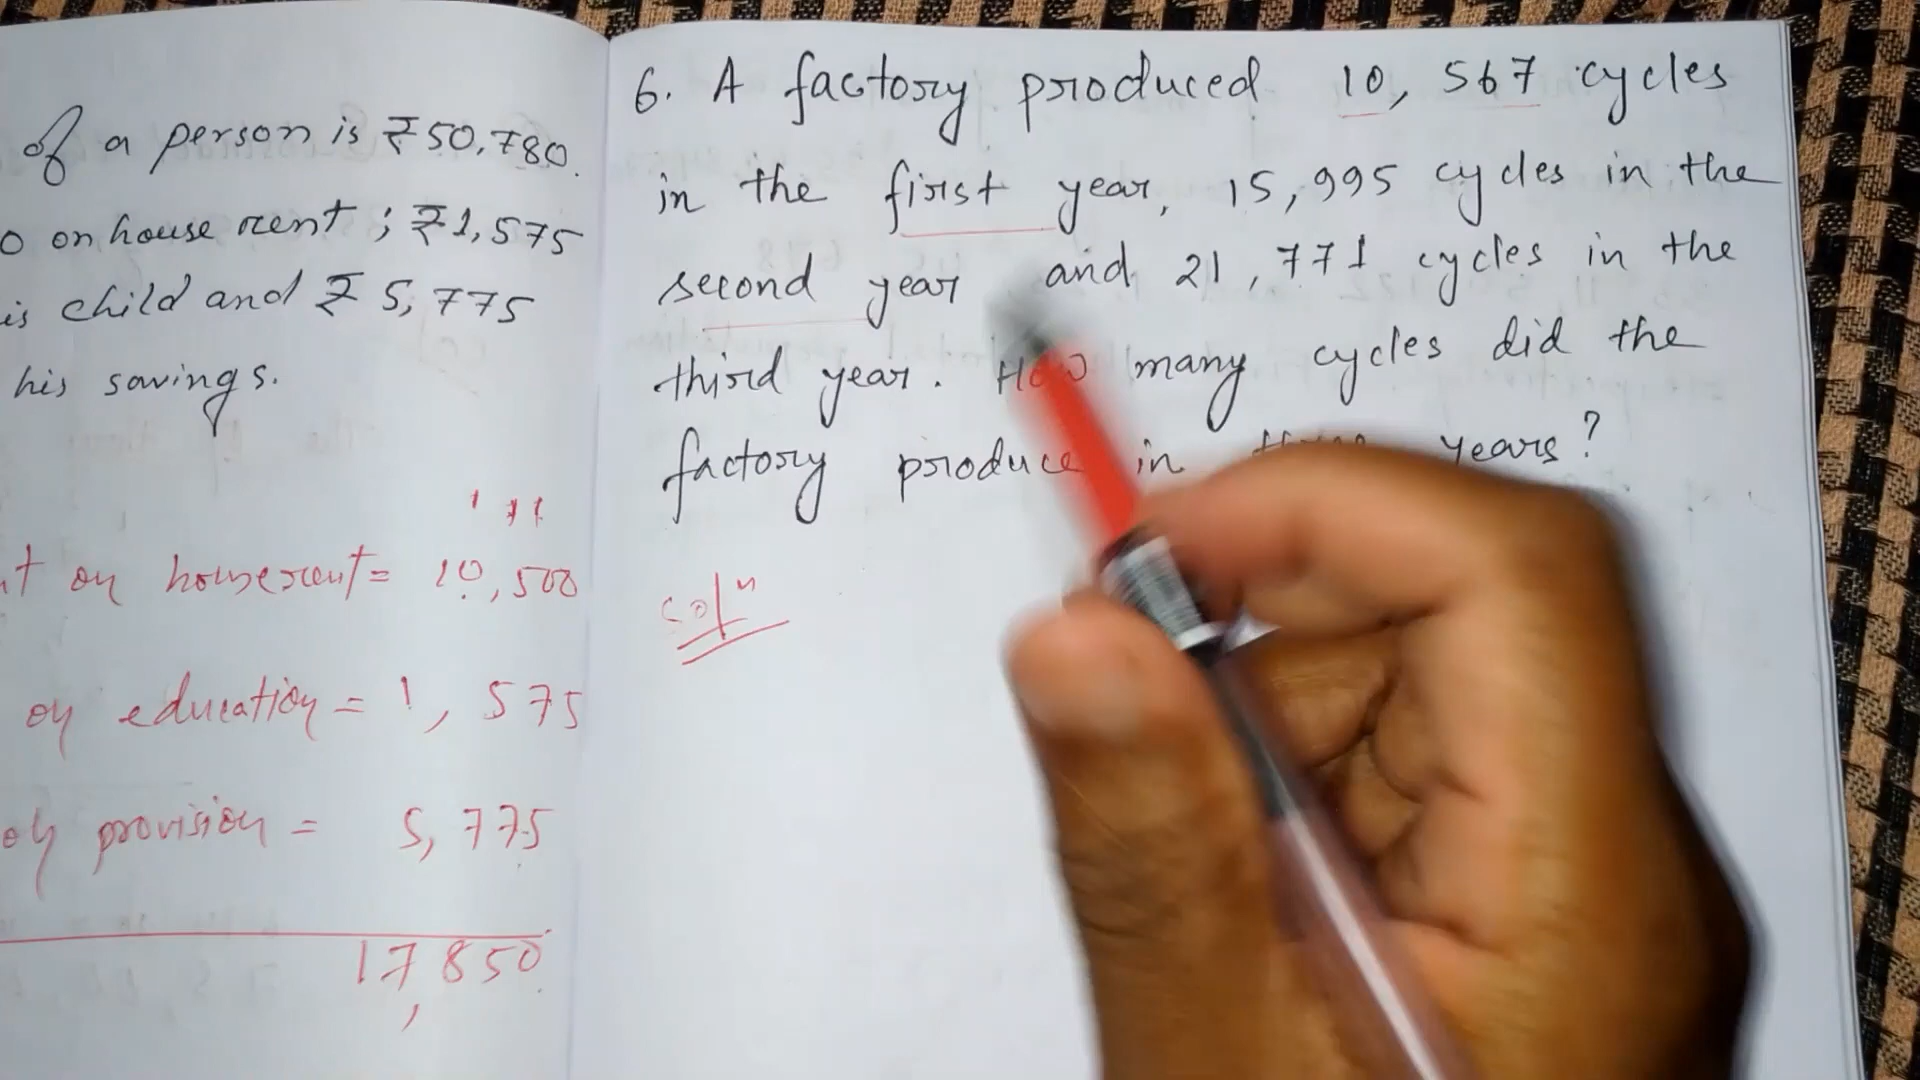 of a person is ₹50,780.
0 on house rent ; ₹1,575
is child and ₹ 5,775
his savings.
on houserent = 10,500
on education = 1, 575
on provision = 5, 775
17,850
6. A factory produced 10, 567 cycles
in the first year, 15,995 cycles in the
second year and 21,771 cycles in the
third year. How many cycles did the
factory produce in years?
solⁿ